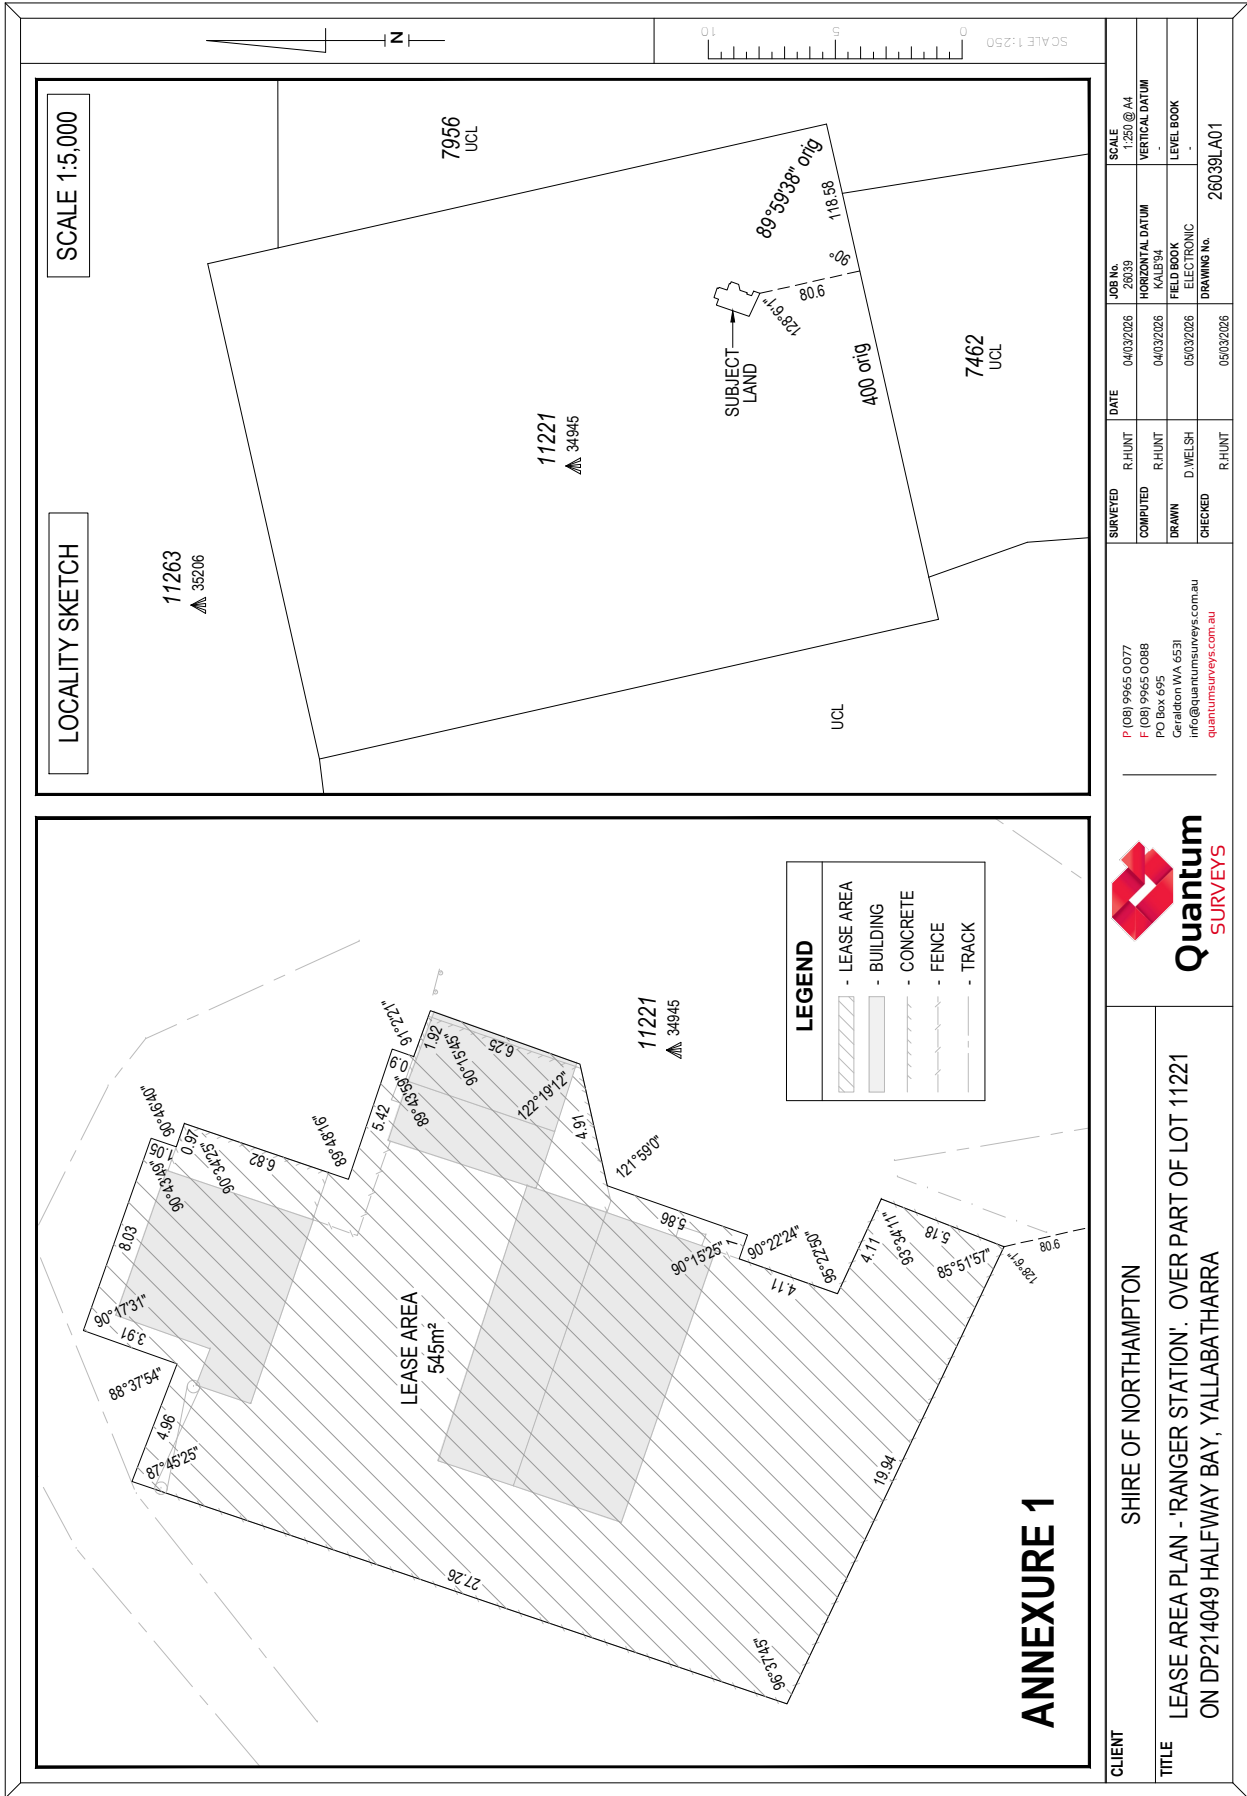 LOCALITY SKETCH
SCALE 1:5,000
11263
35206
7956
UCL
11221
34945
SUBJECT
LAND
128°6'1"
80.6
90°
89°59'38" orig
118.58
400 orig
7462
UCL
UCL
N
10
5
0
SCALE 1:250
8.03
90°43'49"
1.05
90°46'40"
0.97
90°34'25"
6.82
89°48'16"
5.42
89°43'59"
0.9
91°2'21"
1.92
90°15'45"
6.25
122°19'12"
4.91
121°59'0"
5.86
90°15'25"
1
90°22'24"
4.11
95°22'50"
4.11
93°34'11"
5.18
85°51'57"
128°6'1"
80.6
19.94
96°37'45"
27.26
87°45'25"
4.96
88°37'54"
3.91
90°17'31"
LEASE AREA
545m²
11221
34945
LEGEND
- LEASE AREA
- BUILDING
- CONCRETE
- FENCE
- TRACK
ANNEXURE 1
CLIENT
SHIRE OF NORTHAMPTON
TITLE
LEASE AREA PLAN - 'RANGER STATION'. OVER PART OF LOT 11221
ON DP214049 HALFWAY BAY, YALLABATHARRA
Quantum
SURVEYS
P (08) 9965 0077
F (08) 9965 0088
PO Box 695
Geraldton WA 6531
info@quantumsurveys.com.au
quantumsurveys.com.au
SURVEYED
R.HUNT
DATE
04/03/2026
JOB No.
26039
SCALE
1:250 @ A4
COMPUTED
R.HUNT
04/03/2026
HORIZONTAL DATUM
KALB'94
VERTICAL DATUM
-
DRAWN
D.WELSH
05/03/2026
FIELD BOOK
ELECTRONIC
LEVEL BOOK
-
CHECKED
R.HUNT
05/03/2026
DRAWING No.
26039LA01